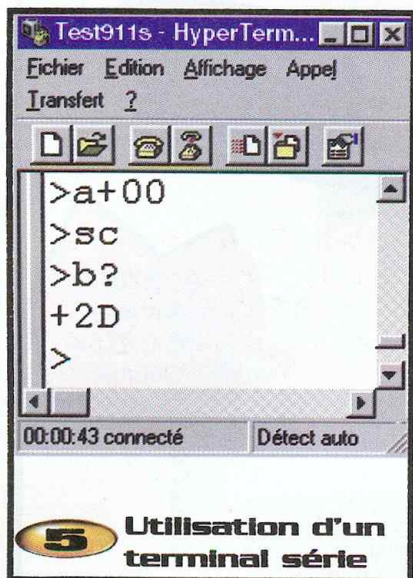 Test911s - HyperTerm...
Fichier Edition Affichage Appel
Transfert ?
>a+00
>sc
>b?
+2D
>
00:00:43 connecté Détect auto
5 Utilisation d'un
terminal série